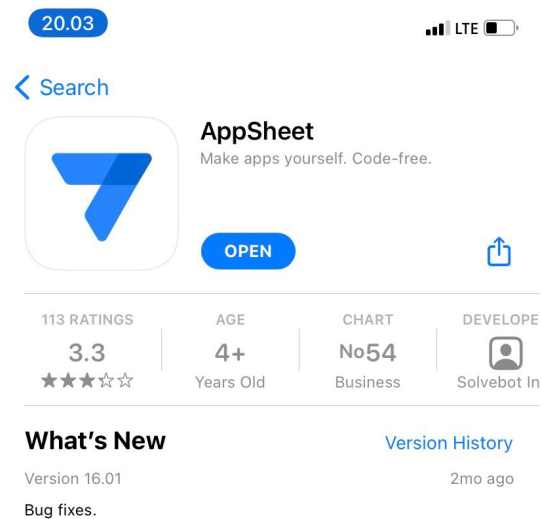 20.03
LTE
Search
AppSheet
Make apps yourself. Code-free.
OPEN
113 RATINGS
AGE
CHART
DEVELOPE
3.3
4+
No54
Years Old
Business
Solvebot In
What's New
Version History
Version 16.01
2mo ago
Bug fixes.